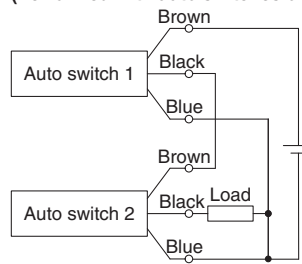 Brown
Auto switch 1
Black
Blue
Brown
Auto switch 2
Black
Load
Blue